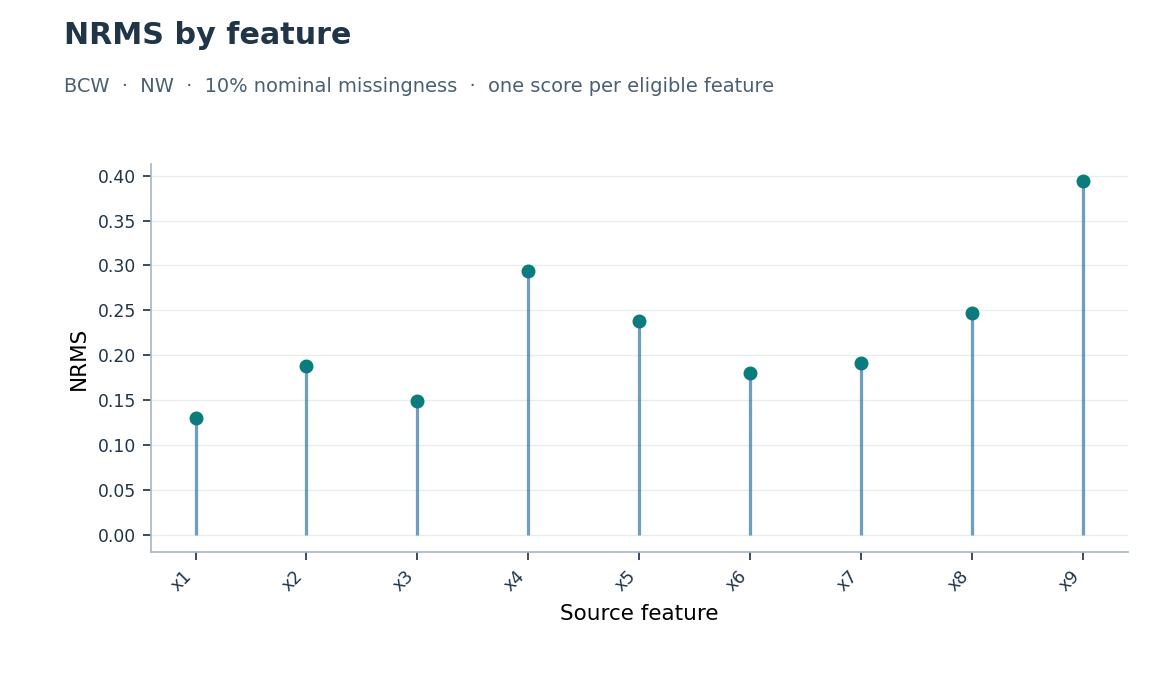 NRMS by feature
BCW · NW · 10% nominal missingness · one score per eligible feature
0.40
0.35
0.30
0.25
0.20
0.15
0.10
0.05
0.00
NRMS
x1 x2 x3 x4 x5 x6 x7 x8 x9
Source feature